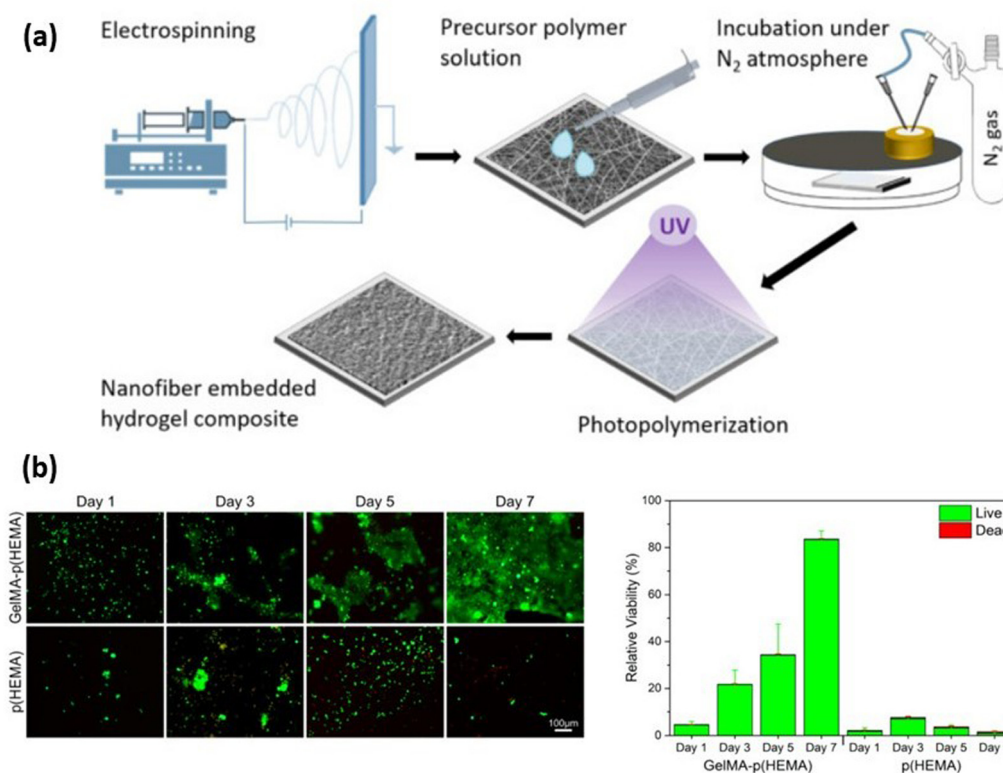 (a)
Electrospinning
Precursor polymer
solution
Incubation under
N₂ atmosphere
N₂ gas
UV
Nanofiber embedded
hydrogel composite
Photopolymerization
(b)
Day 1 Day 3 Day 5 Day 7
GelMA-p(HEMA)
p(HEMA)
100μm
Relative Viability (%)
100
80
60
40
20
0
Live
Dead
Day 1 Day 3 Day 5 Day 7 Day 1 Day 3 Day 5 Day
GelMA-p(HEMA) p(HEMA)